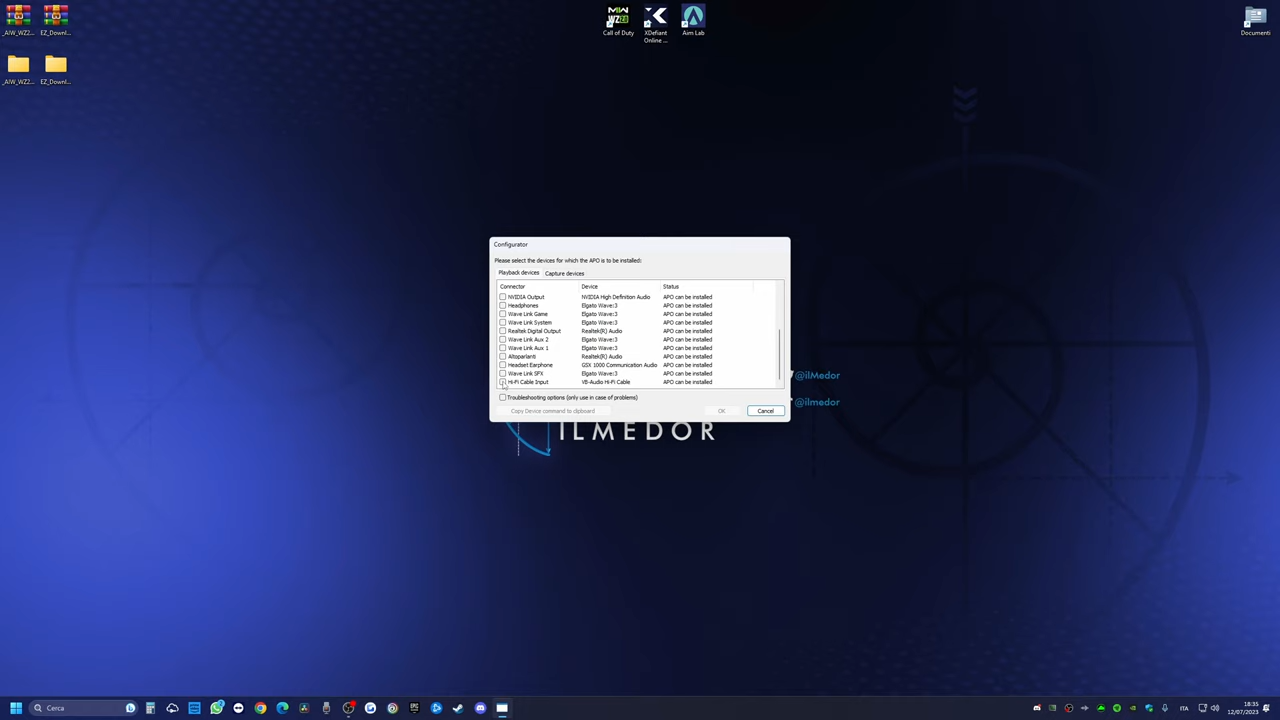 _AIW_WZ2...
EZ_Downl...
Call of Duty
XDefiant
Online ...
Aim Lab
Documenti
_AIW_WZ2...
EZ_Downl...
Configurator
Please select the devices for which the APO is to be installed:
Playback devices Capture devices
Connector Device Status
NVIDIA Output NVIDIA High Definition Audio APO can be installed
Headphones Elgato Wave:3 APO can be installed
Wave Link Game Elgato Wave:3 APO can be installed
Wave Link System Elgato Wave:3 APO can be installed
Realtek Digital Output Realtek(R) Audio APO can be installed
Wave Link Aux 2 Elgato Wave:3 APO can be installed
Wave Link Aux 1 Elgato Wave:3 APO can be installed
Altoparlanti Realtek(R) Audio APO can be installed
Headset Earphone GSX 1000 Communication Audio APO can be installed
Wave Link SFX Elgato Wave:3 APO can be installed
Hi-Fi Cable Input VB-Audio Hi-Fi Cable APO can be installed
Troubleshooting options (only use in case of problems)
Copy Device command to clipboard OK Cancel
@ilMedor
@ilmedor
ILMEDOR
Cerca
ITA
18:35
12/07/2023